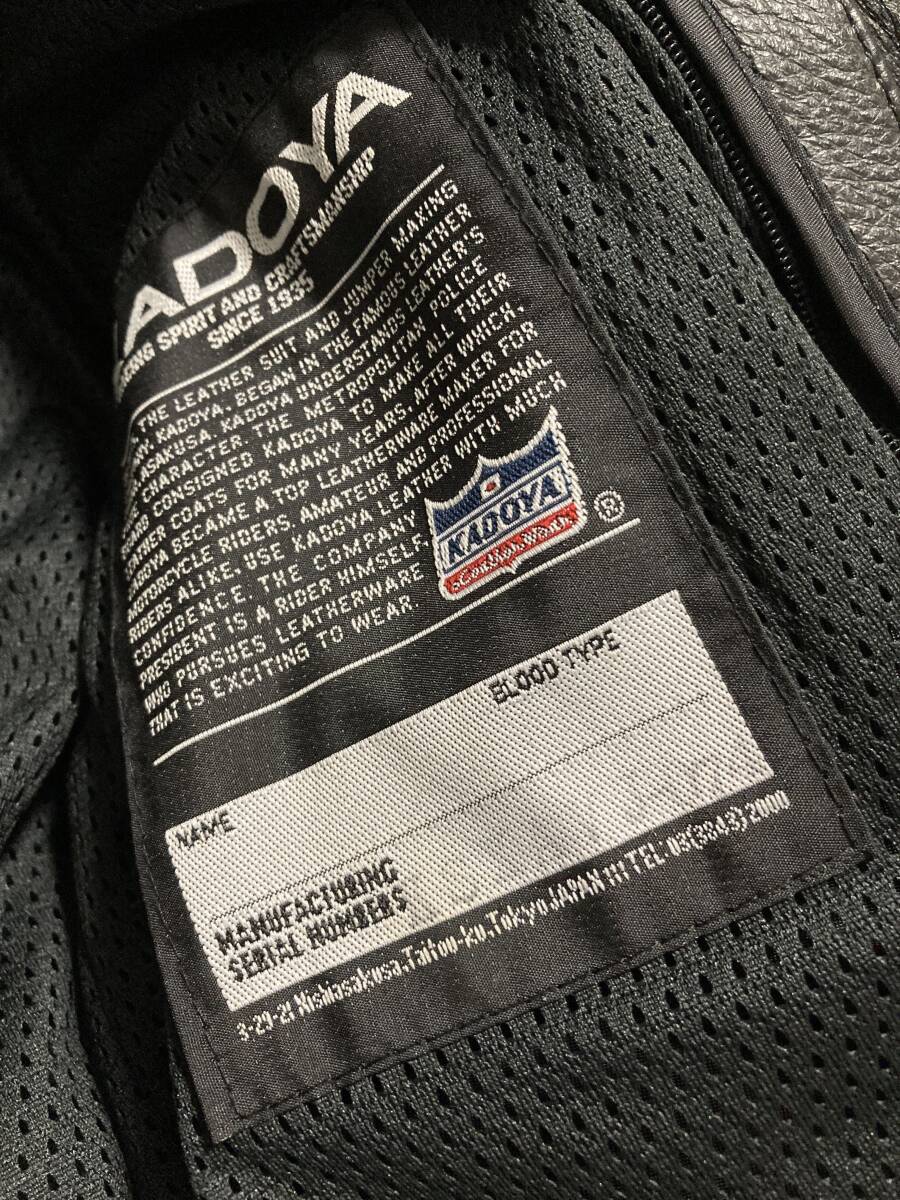 KADOYA
RACING SPIRIT AND CRAFTSMANSHIP
SINCE 1935
THE LEATHER SUIT AND JUMPER MAKING
KADOYA, BEGAN IN THE FAMOUS LEATHER
ASAKUSA. KADOYA UNDERSTANDS LEATHER'S
CHARACTER. THE METROPOLITAN POLICE
CONSIGNED KADOYA TO MAKE ALL THEIR
COATS FOR MANY YEARS, AFTER WHICH,
KADOYA BECAME A TOP LEATHERWARE MAKER FOR
MOTORCYCLE RIDERS. AMATEUR AND PROFESSIONAL
RIDERS ALIKE, USE KADOYA LEATHER WITH MUCH
CONFIDENCE. THE COMPANY
PRESIDENT IS A RIDER HIMSELF
WHO PURSUES LEATHERWARE
THAT IS EXCITING TO WEAR.
KADOYA
®
BLOOD TYPE
NAME
MANUFACTURING
SERIAL NUMBERS
3-29-21 Nishiasakusa, Taitou-ku, Tokyo, JAPAN 111 TEL 03(3843)2000